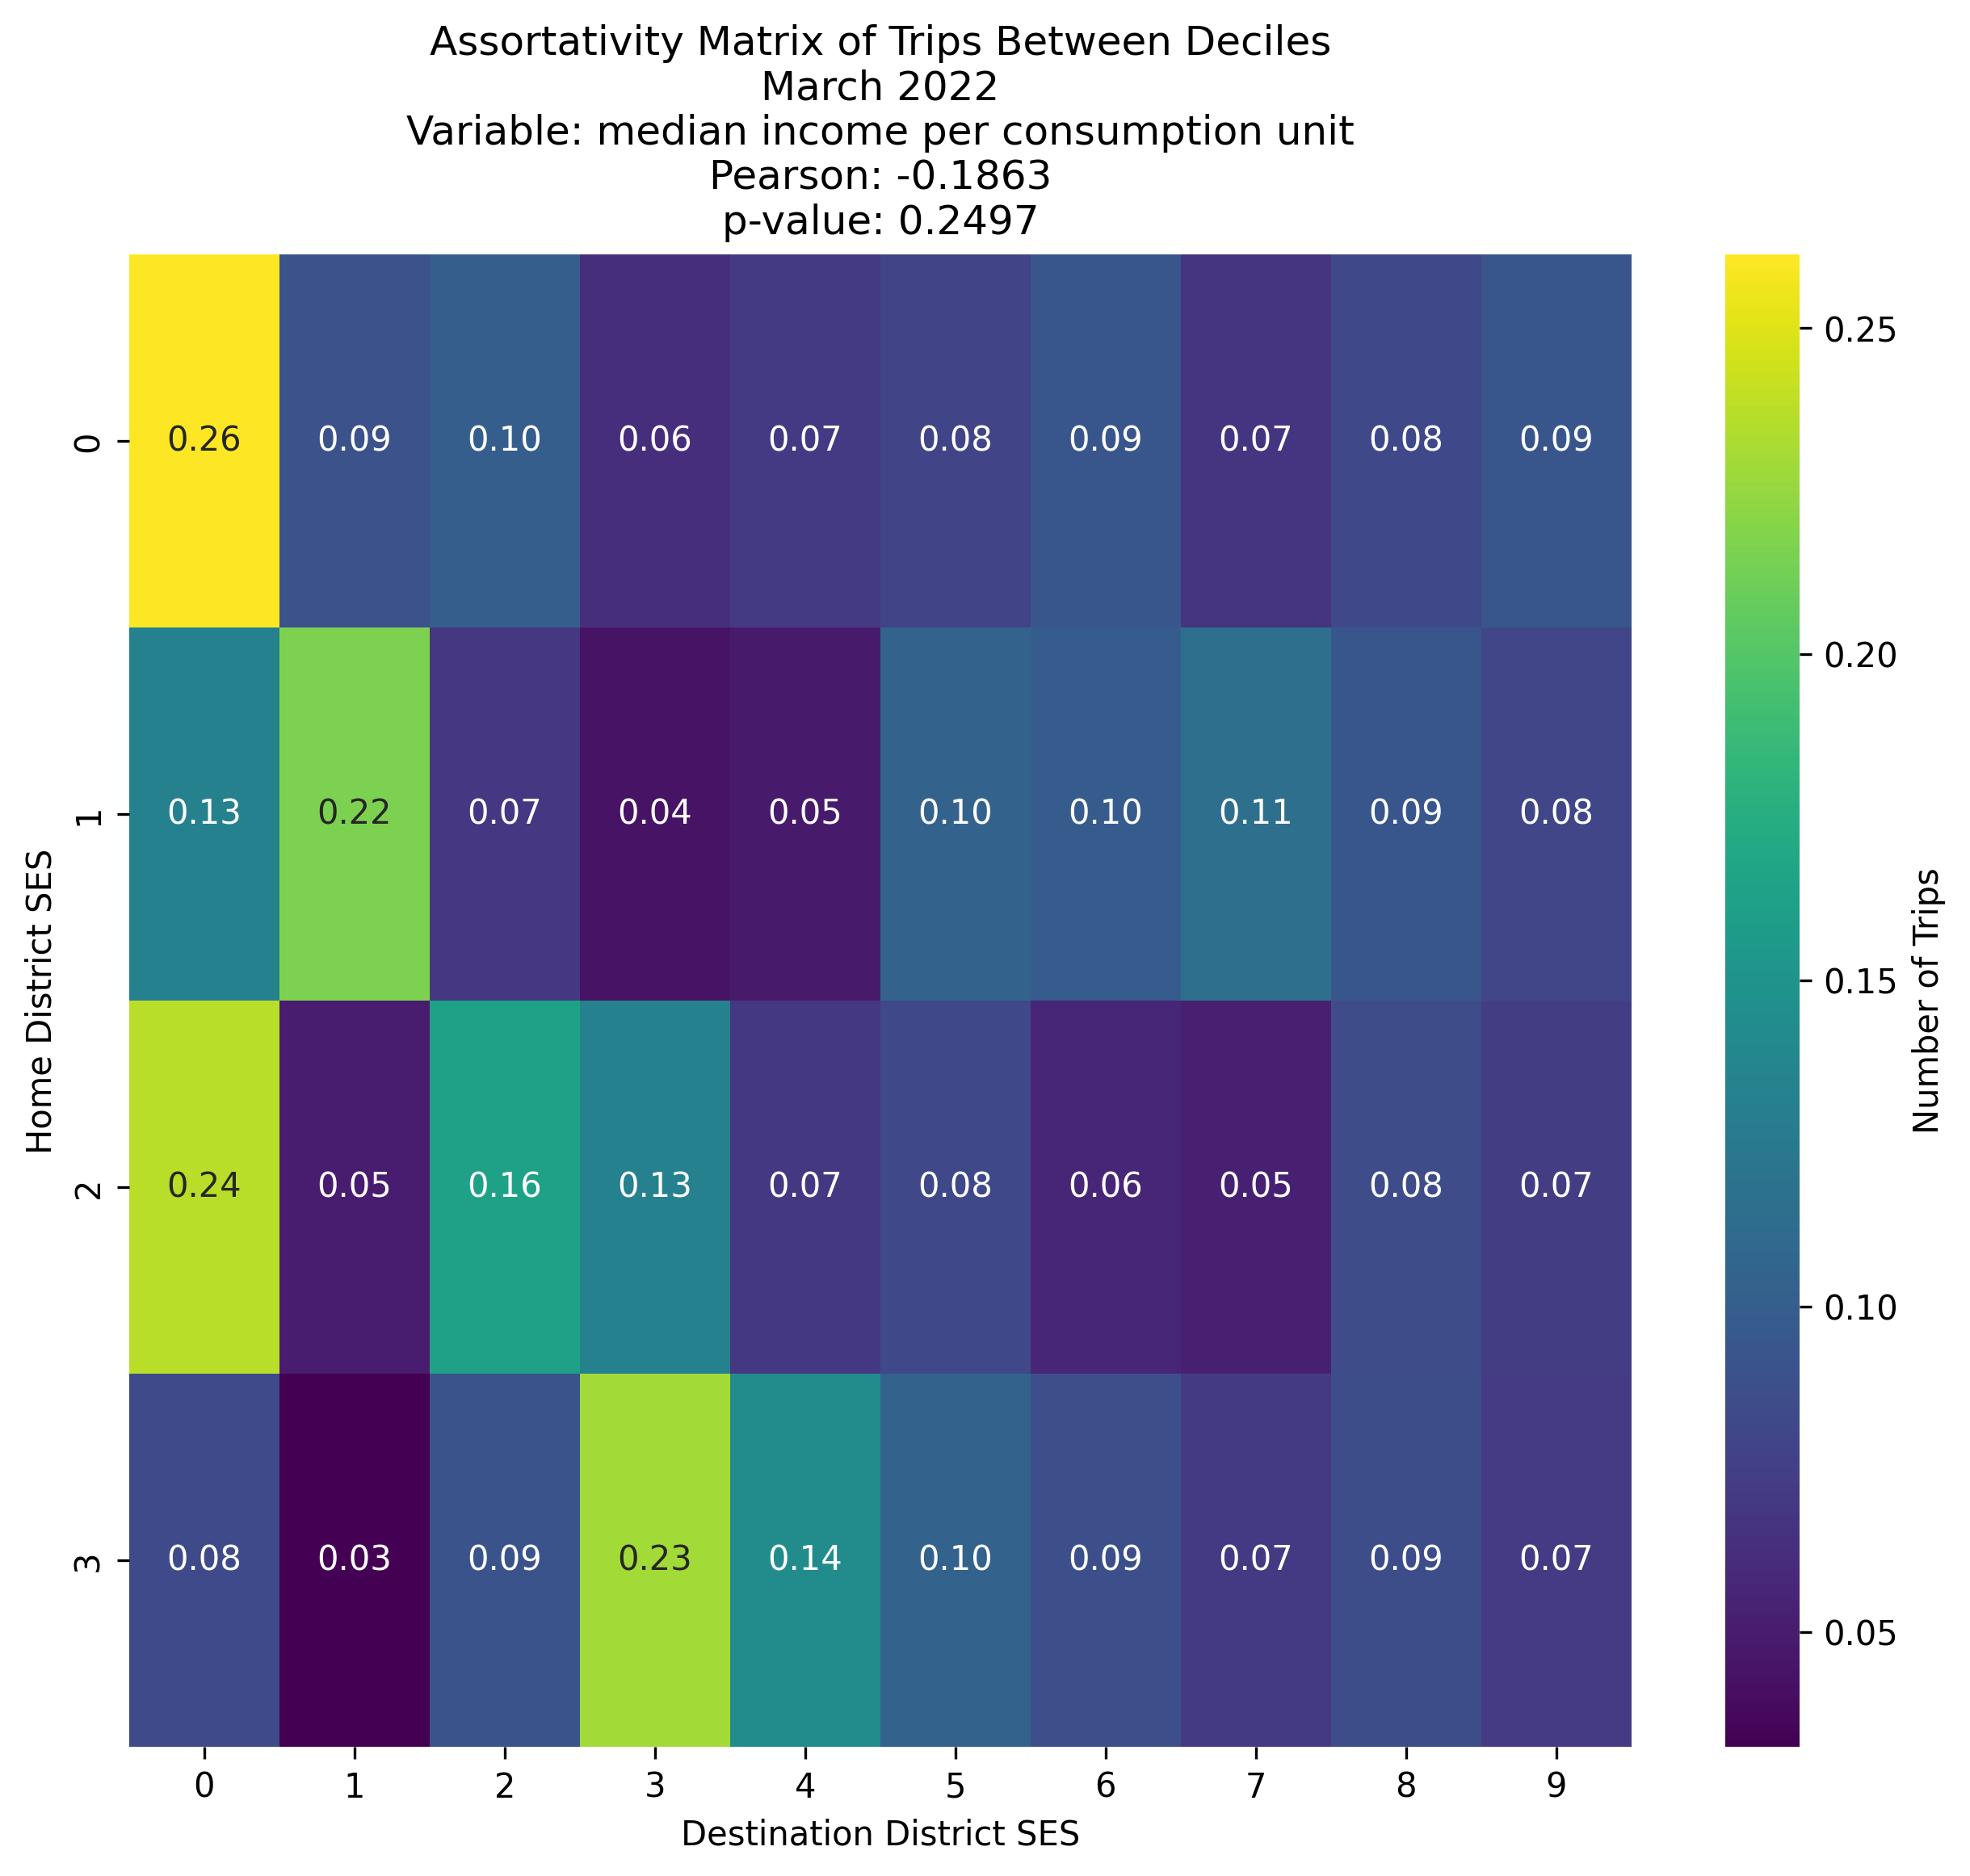 Assortativity Matrix of Trips Between Deciles
March 2022
Variable: median income per consumption unit
Pearson: -0.1863
p-value: 0.2497
0.26 0.09 0.10 0.06 0.07 0.08 0.09 0.07 0.08 0.09
0.13 0.22 0.07 0.04 0.05 0.10 0.10 0.11 0.09 0.08
0.24 0.05 0.16 0.13 0.07 0.08 0.06 0.05 0.08 0.07
0.08 0.03 0.09 0.23 0.14 0.10 0.09 0.07 0.09 0.07
0
1
2
3
Home District SES
0 1 2 3 4 5 6 7 8 9
Destination District SES
0.25
0.20
0.15
0.10
0.05
Number of Trips